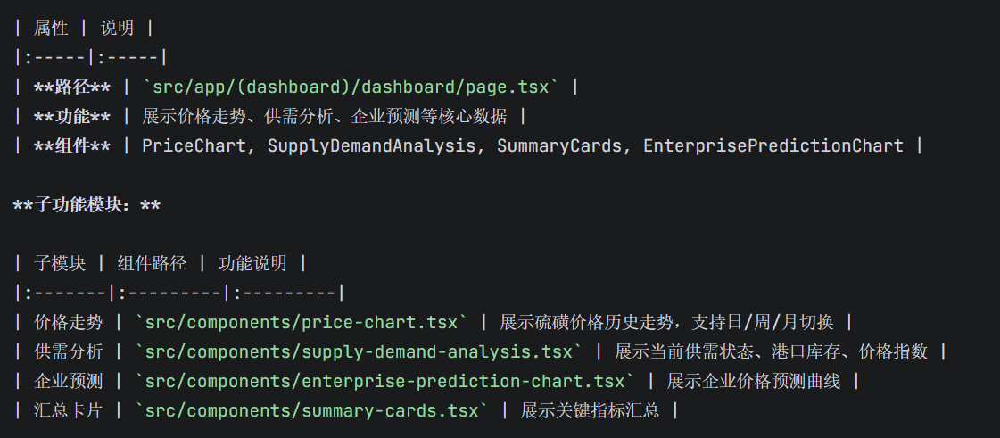 | 属性 | 说明 |
|:-----|:-----|
| **路径** | `src/app/(dashboard)/dashboard/page.tsx` |
| **功能** | 展示价格走势、供需分析、企业预测等核心数据 |
| **组件** | PriceChart, SupplyDemandAnalysis, SummaryCards, EnterprisePredictionChart |
**子功能模块：**
| 子模块 | 组件路径 | 功能说明 |
|:-------|:---------|:---------|
| 价格走势 | `src/components/price-chart.tsx` | 展示硫磺价格历史走势，支持日/周/月切换 |
| 供需分析 | `src/components/supply-demand-analysis.tsx` | 展示当前供需状态、港口库存、价格指数 |
| 企业预测 | `src/components/enterprise-prediction-chart.tsx` | 展示企业价格预测曲线 |
| 汇总卡片 | `src/components/summary-cards.tsx` | 展示关键指标汇总 |